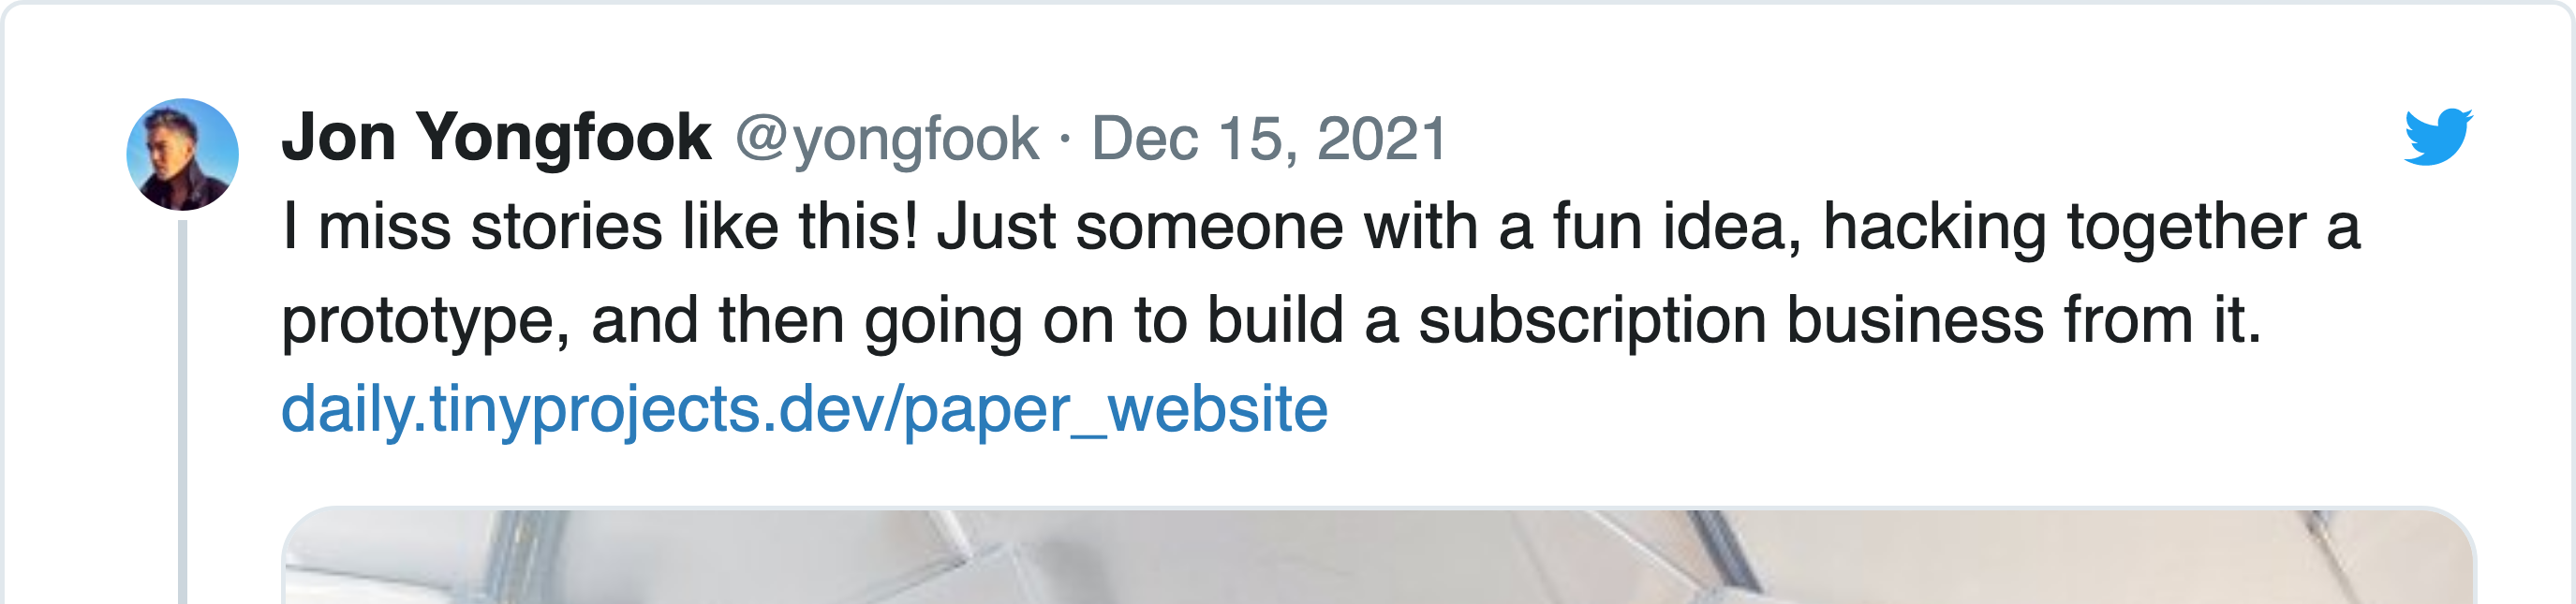 Jon Yongfook @yongfook · Dec 15, 2021
I miss stories like this! Just someone with a fun idea, hacking together a
prototype, and then going on to build a subscription business from it.
daily.tinyprojects.dev/paper_website